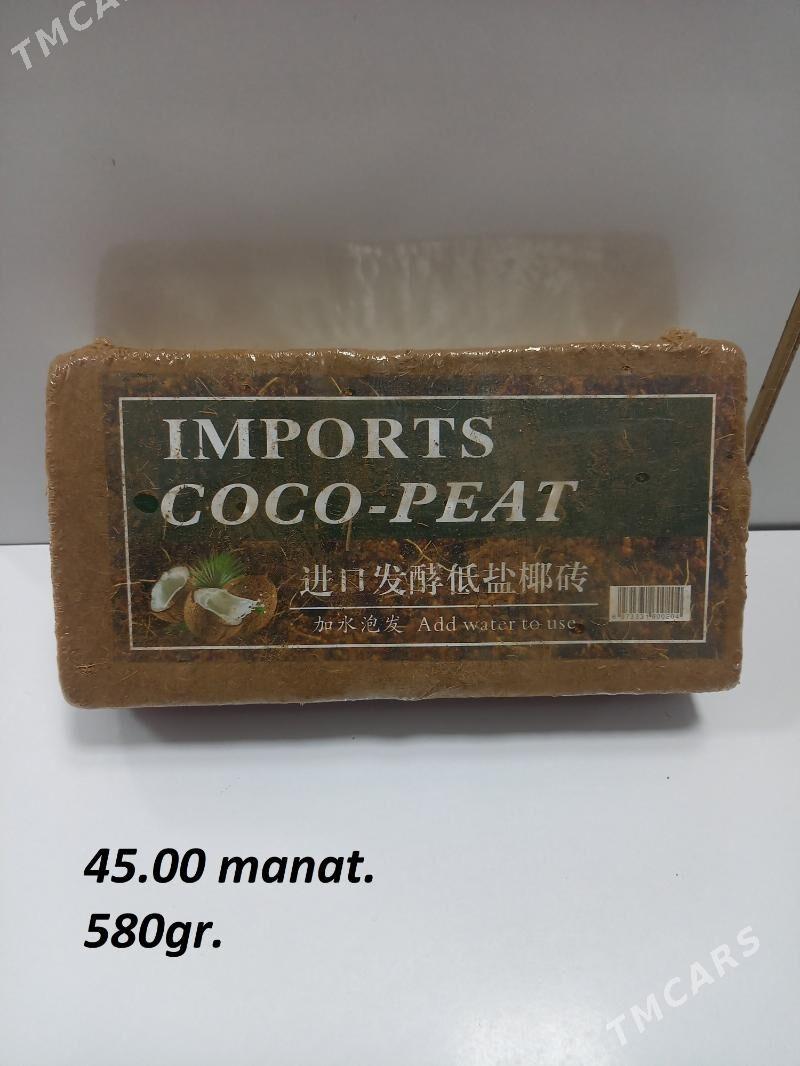 TMCARS
IMPORTS
COCO-PEAT
进口发酵低盐椰砖
加水泡发 Add water to use
45.00 manat.
580gr.
TMCARS